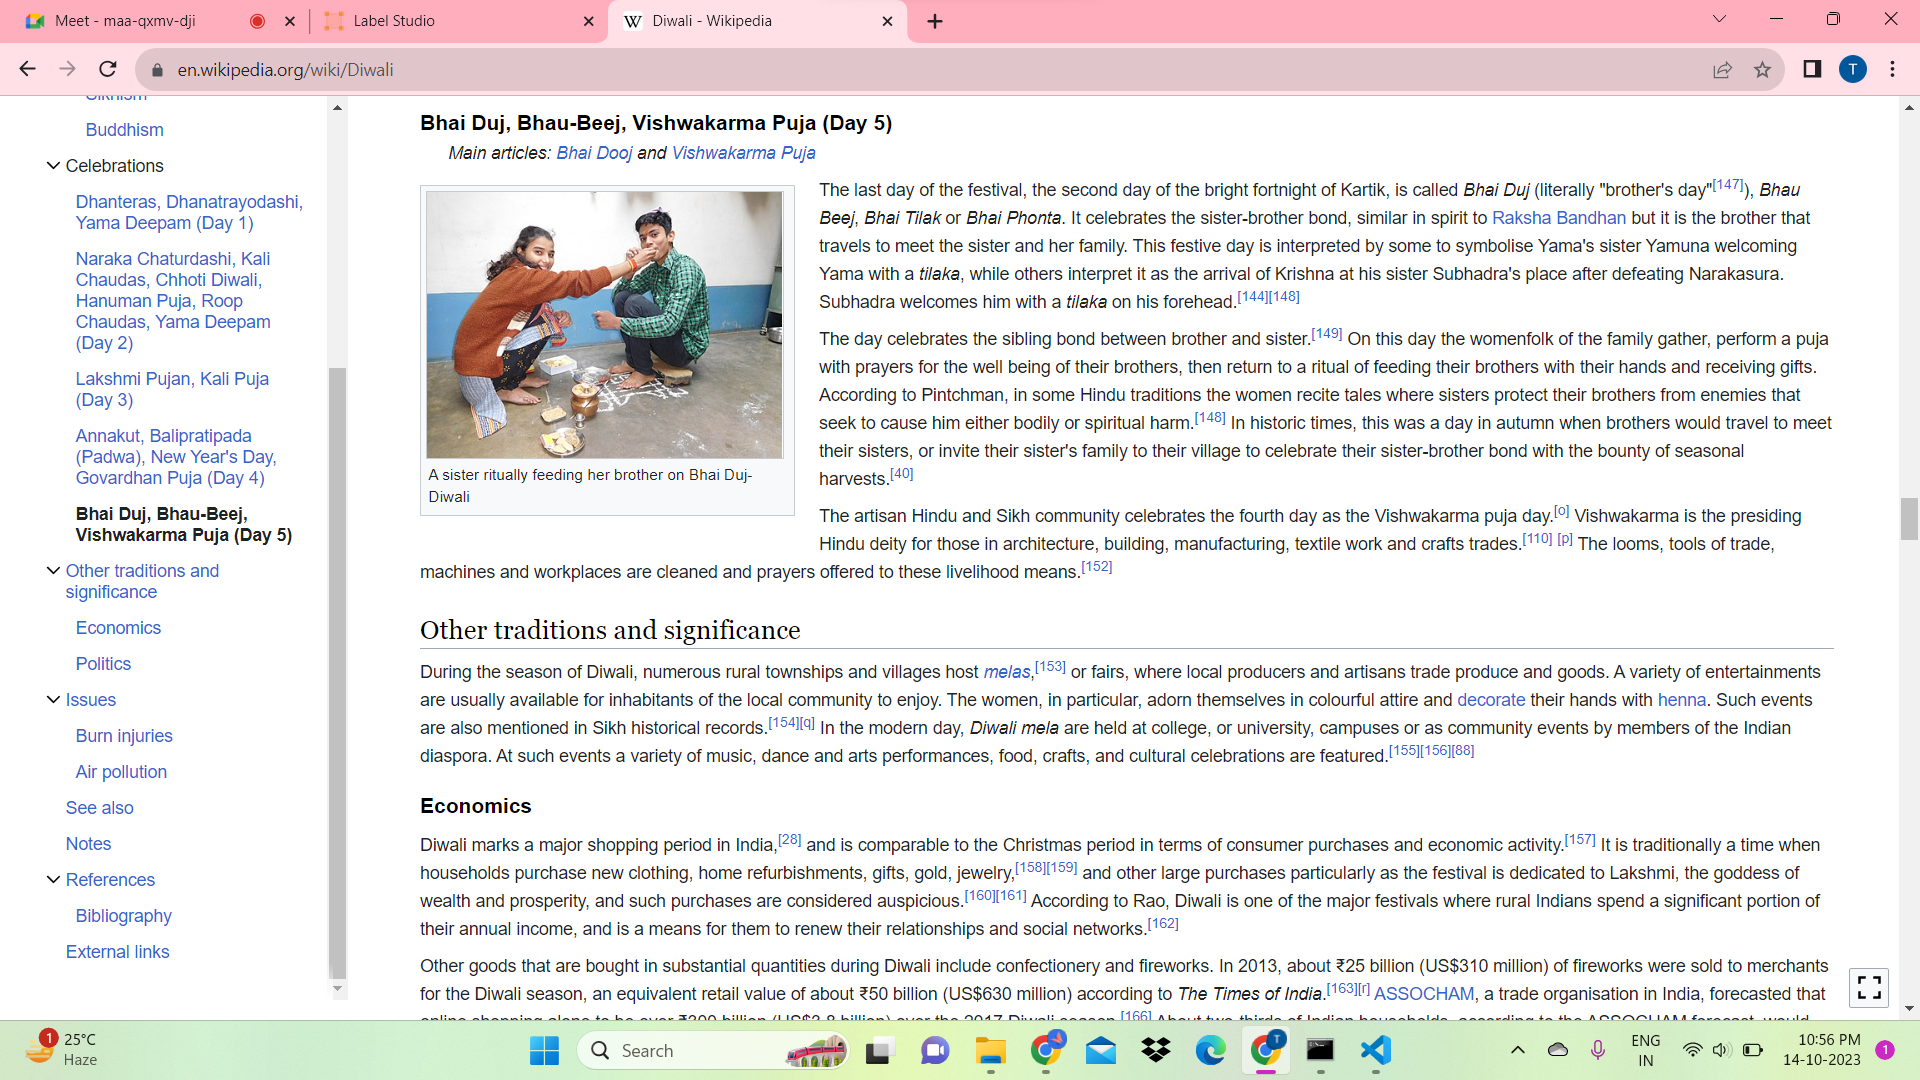 Meet - maa-qxmv-dji
Label Studio
Diwali - Wikipedia
en.wikipedia.org/wiki/Diwali
T
Sikhism
Buddhism
Celebrations
Dhanteras, Dhanatrayodashi,
Yama Deepam (Day 1)
Naraka Chaturdashi, Kali
Chaudas, Chhoti Diwali,
Hanuman Puja, Roop
Chaudas, Yama Deepam
(Day 2)
Lakshmi Pujan, Kali Puja
(Day 3)
Annakut, Balipratipada
(Padwa), New Year's Day,
Govardhan Puja (Day 4)
Bhai Duj, Bhau-Beej,
Vishwakarma Puja (Day 5)
Other traditions and
significance
Economics
Politics
Issues
Burn injuries
Air pollution
See also
Notes
References
Bibliography
External links
Bhai Duj, Bhau-Beej, Vishwakarma Puja (Day 5)
Main articles: Bhai Dooj and Vishwakarma Puja
A sister ritually feeding her brother on Bhai Duj-
Diwali
The last day of the festival, the second day of the bright fortnight of Kartik, is called Bhai Duj (literally "brother's day"[147]), Bhau
Beej, Bhai Tilak or Bhai Phonta. It celebrates the sister-brother bond, similar in spirit to Raksha Bandhan but it is the brother that
travels to meet the sister and her family. This festive day is interpreted by some to symbolise Yama's sister Yamuna welcoming
Yama with a tilaka, while others interpret it as the arrival of Krishna at his sister Subhadra's place after defeating Narakasura.
Subhadra welcomes him with a tilaka on his forehead.[144][148]
The day celebrates the sibling bond between brother and sister.[149] On this day the womenfolk of the family gather, perform a puja
with prayers for the well being of their brothers, then return to a ritual of feeding their brothers with their hands and receiving gifts.
According to Pintchman, in some Hindu traditions the women recite tales where sisters protect their brothers from enemies that
seek to cause him either bodily or spiritual harm.[148] In historic times, this was a day in autumn when brothers would travel to meet
their sisters, or invite their sister's family to their village to celebrate their sister-brother bond with the bounty of seasonal
harvests.[40]
The artisan Hindu and Sikh community celebrates the fourth day as the Vishwakarma puja day.[o] Vishwakarma is the presiding
Hindu deity for those in architecture, building, manufacturing, textile work and crafts trades.[110] [p] The looms, tools of trade,
machines and workplaces are cleaned and prayers offered to these livelihood means.[152]
Other traditions and significance
During the season of Diwali, numerous rural townships and villages host melas,[153] or fairs, where local producers and artisans trade produce and goods. A variety of entertainments
are usually available for inhabitants of the local community to enjoy. The women, in particular, adorn themselves in colourful attire and decorate their hands with henna. Such events
are also mentioned in Sikh historical records.[154][q] In the modern day, Diwali mela are held at college, or university, campuses or as community events by members of the Indian
diaspora. At such events a variety of music, dance and arts performances, food, crafts, and cultural celebrations are featured.[155][156][88]
Economics
Diwali marks a major shopping period in India,[28] and is comparable to the Christmas period in terms of consumer purchases and economic activity.[157] It is traditionally a time when
households purchase new clothing, home refurbishments, gifts, gold, jewelry,[158][159] and other large purchases particularly as the festival is dedicated to Lakshmi, the goddess of
wealth and prosperity, and such purchases are considered auspicious.[160][161] According to Rao, Diwali is one of the major festivals where rural Indians spend a significant portion of
their annual income, and is a means for them to renew their relationships and social networks.[162]
Other goods that are bought in substantial quantities during Diwali include confectionery and fireworks. In 2013, about ₹25 billion (US$310 million) of fireworks were sold to merchants
for the Diwali season, an equivalent retail value of about ₹50 billion (US$630 million) according to The Times of India.[163][r] ASSOCHAM, a trade organisation in India, forecasted that
online shopping alone to be over ₹300 billion (US$3.8 billion) over the 2017 Diwali season.[166] About two-thirds of Indian households, according to the ASSOCHAM forecast, would
1
25°C
Haze
Search
T
ENG
IN
10:56 PM
14-10-2023
1